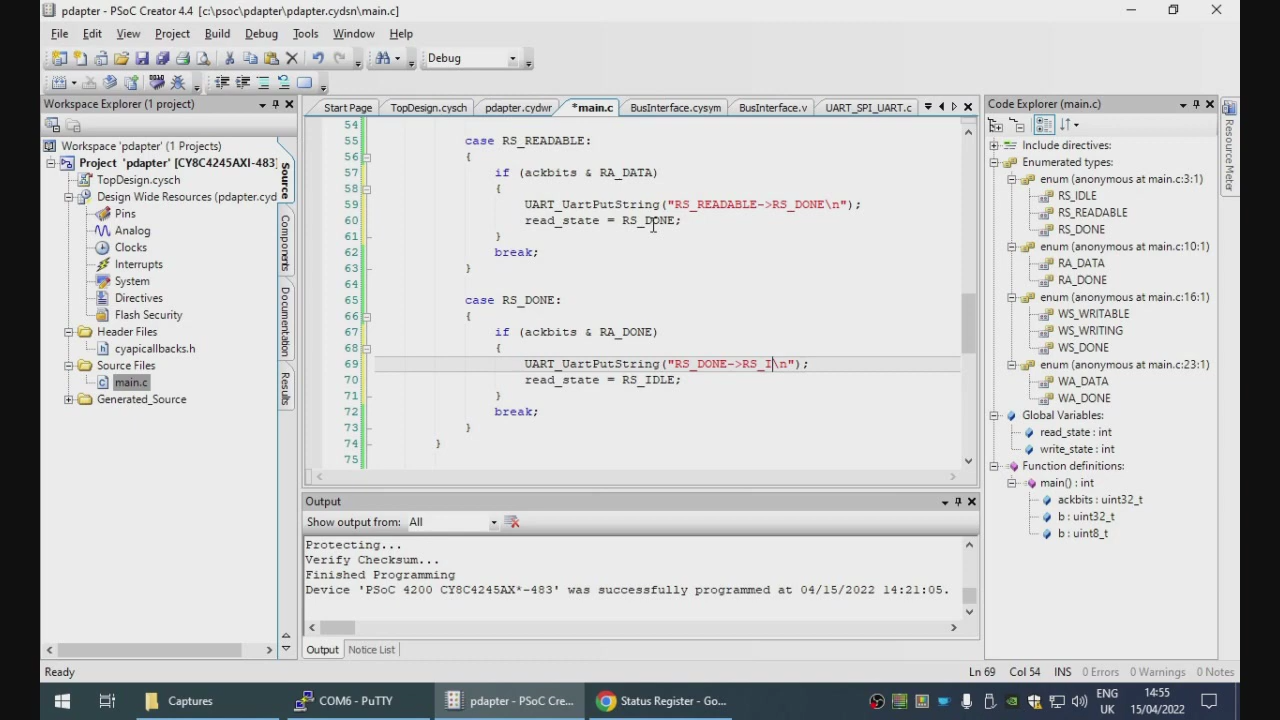 pdapter - PSoC Creator 4.4 [c:\psoc\pdapter\pdapter.cydsn\main.c]
File Edit View Project Build Debug Tools Window Help
Debug
Workspace Explorer (1 project)
Workspace 'pdapter' (1 Projects)
Project 'pdapter' [CY8C4245AXI-483]
TopDesign.cysch
Design Wide Resources (pdapter.cyd
Pins
Analog
Clocks
Interrupts
System
Directives
Flash Security
Header Files
cyapicallbacks.h
Source Files
main.c
Generated_Source
Source
Components
Documentation
Results
Start Page TopDesign.cysch pdapter.cydwr *main.c BusInterface.cysym BusInterface.v UART_SPI_UART.c
54
55 case RS_READABLE:
56 {
57 if (ackbits & RA_DATA)
58 {
59 UART_UartPutString("RS_READABLE->RS_DONE\n");
60 read_state = RS_DONE;
61 }
62 break;
63 }
64
65 case RS_DONE:
66 {
67 if (ackbits & RA_DONE)
68 {
69 UART_UartPutString("RS_DONE->RS_I\n");
70 read_state = RS_IDLE;
71 }
72 break;
73 }
74 }
75
Output
Show output from: All
Protecting...
Verify Checksum...
Finished Programming
Device 'PSoC 4200 CY8C4245AX*-483' was successfully programmed at 04/15/2022 14:21:05.
Output Notice List
Code Explorer (main.c)
Include directives:
Enumerated types:
enum (anonymous at main.c:3:1)
RS_IDLE
RS_READABLE
RS_DONE
enum (anonymous at main.c:10:1)
RA_DATA
RA_DONE
enum (anonymous at main.c:16:1)
WS_WRITABLE
WS_WRITING
WS_DONE
enum (anonymous at main.c:23:1)
WA_DATA
WA_DONE
Global Variables:
read_state : int
write_state : int
Function definitions:
main() : int
ackbits : uint32_t
b : uint32_t
b : uint8_t
Resource Meter
Ready Ln 69 Col 54 INS 0 Errors 0 Warnings 0 Notes
Captures COM6 - PuTTY pdapter - PSoC Cre... Status Register - Go...
ENG
UK
14:55
15/04/2022